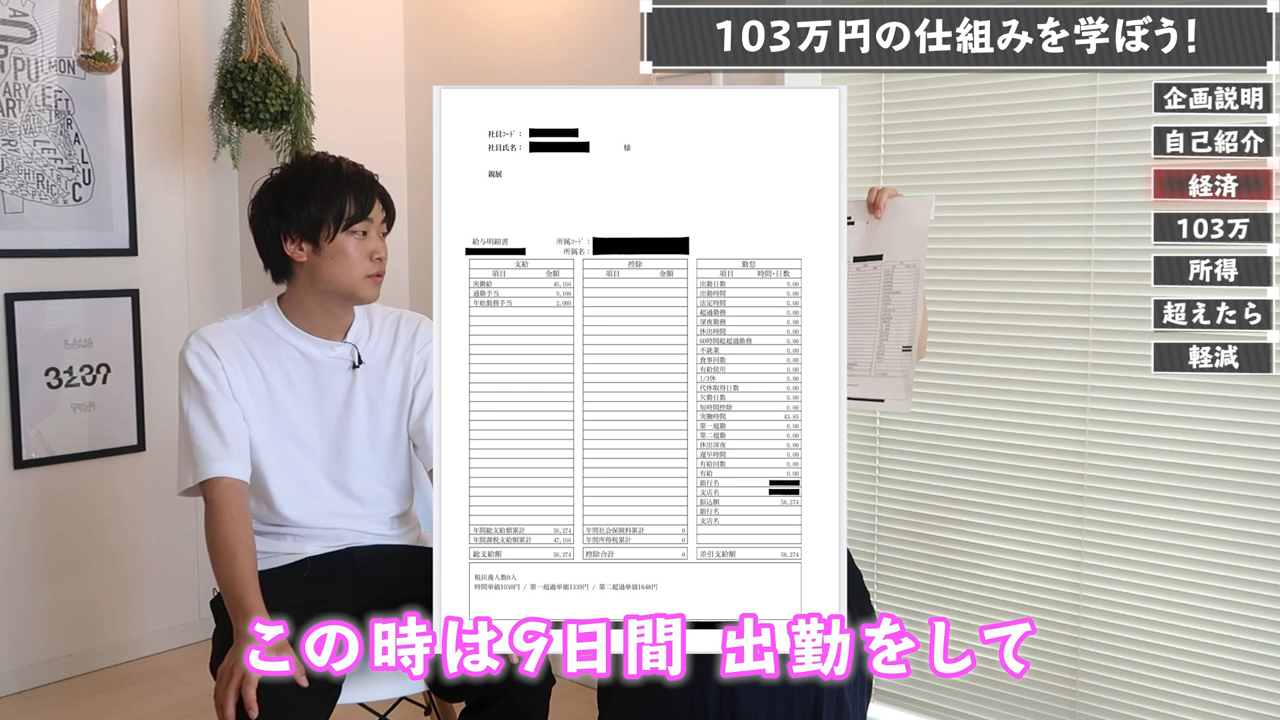 103万円の仕組みを学ぼう!
企画説明
自己紹介
経済
103万
所得
超えたら
軽減
社員ｺｰﾄﾞ：
社員氏名： 様
親展
給与明細書 所属ｺｰﾄﾞ：
所属名：
支給 控除 勤怠
項目 金額 項目 金額 項目 時間・日数
実働給 45,166 出勤日数 9.00
通勤手当 9,108 出勤時間 0.00
年始勤務手当 2,000 法定時間 0.00
超過勤務 0.00
深夜勤務 0.00
休出時間 0.00
60時間超超過勤務 0.00
不就業 0.00
食事回数 0.00
有給使用 0.00
1/3休 0.00
代休取得日数 0.00
欠勤日数 0.00
短時間控除 0.00
実働時間 43.85
第一超勤 0.00
第二超勤 0.00
休出深夜 0.00
遅早時間 0.00
有給回数 0.00
有給 0.00
銀行名
支店名
振込額 56,274
銀行名
支店名
年間総支給額累計 56,274 年間社会保険料累計 0
年間課税支給額累計 47,166 年間所得税累計 0
総支給額 56,274 控除合計 0 差引支給額 56,274
税扶養人数0人
時間単価1030円 / 第一超過単価1339円 / 第二超過単価1648円
この時は9日間 出勤をして
PULMON
3137